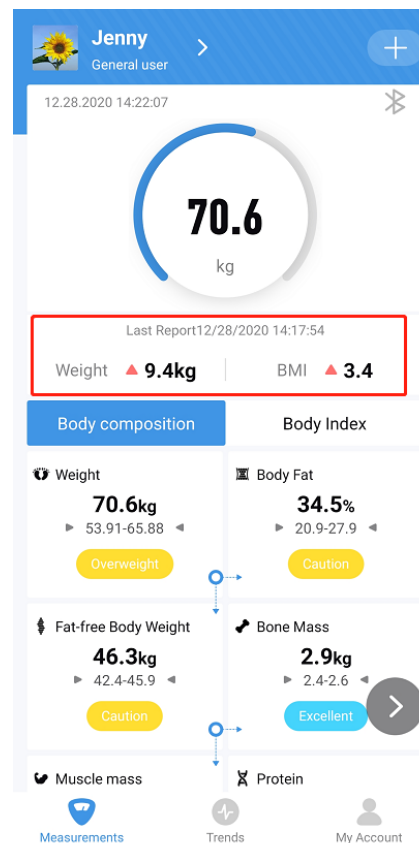 Jenny
General user
12.28.2020 14:22:07
70.6
kg
Last Report12/28/2020 14:17:54
Weight 9.4kg BMI 3.4
Body composition Body Index
Weight
70.6kg
53.91-65.88
Overweight
Body Fat
34.5%
20.9-27.9
Caution
Fat-free Body Weight
46.3kg
42.4-45.9
Caution
Bone Mass
2.9kg
2.4-2.6
Excellent
Muscle mass
Protein
Measurements Trends My Account